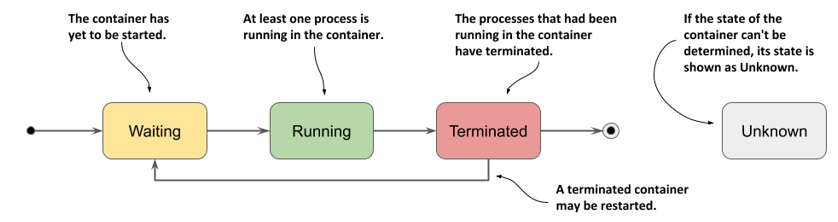 The container has
yet to be started.
At least one process is
running in the container.
The processes that had been
running in the container
have terminated.
If the state of the
container can't be
determined, its state is
shown as Unknown.
Waiting
Running
Terminated
Unknown
A terminated container
may be restarted.